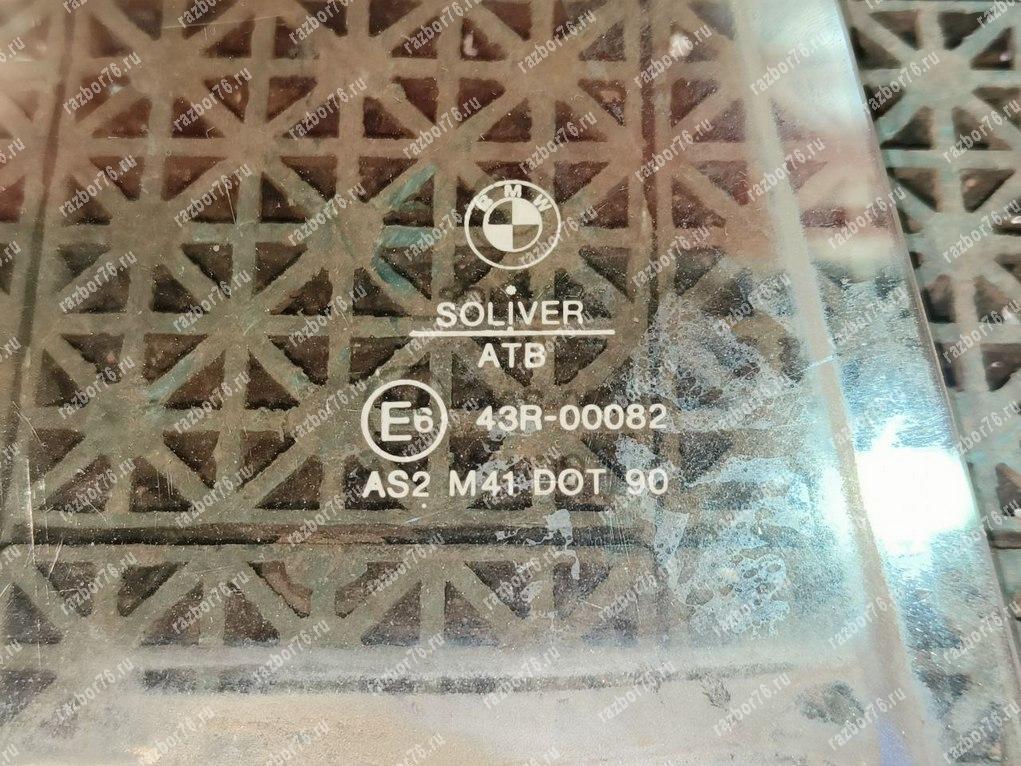 BMW
SOLiVER
ATB
E6 43R-00082
AS2 M41 DOT 90
razbor76.ru